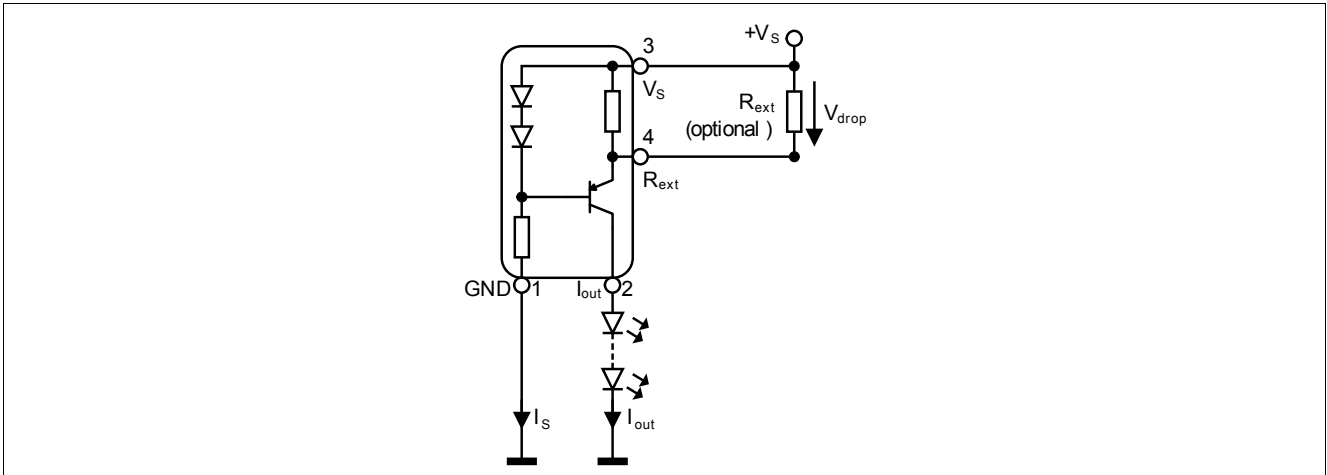 +VS
3
VS
Rext
(optional )
Vdrop
4
Rext
GND 1
Iout 2
IS
Iout